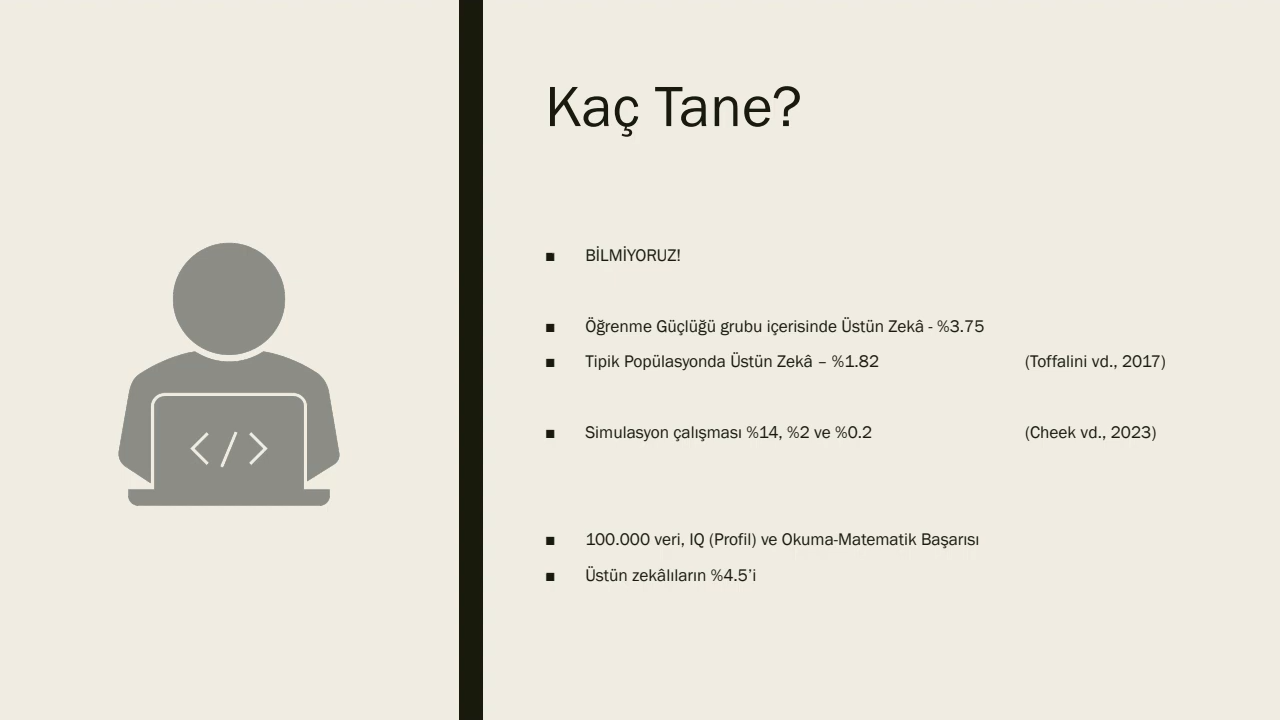 Kaç Tane?
▪ BİLMİYORUZ!
▪ Öğrenme Güçlüğü grubu içerisinde Üstün Zekâ - %3.75
▪ Tipik Popülasyonda Üstün Zekâ – %1.82 (Toffalini vd., 2017)
▪ Simulasyon çalışması %14, %2 ve %0.2 (Cheek vd., 2023)
▪ 100.000 veri, IQ (Profil) ve Okuma-Matematik Başarısı
▪ Üstün zekâlıların %4.5’i